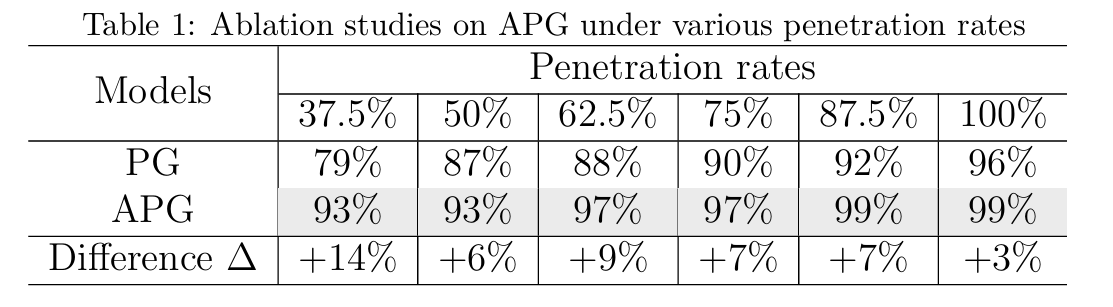 Table 1: Ablation studies on APG under various penetration rates
Models Penetration rates
37.5% 50% 62.5% 75% 87.5% 100%
PG 79% 87% 88% 90% 92% 96%
APG 93% 93% 97% 97% 99% 99%
Difference Δ +14% +6% +9% +7% +7% +3%